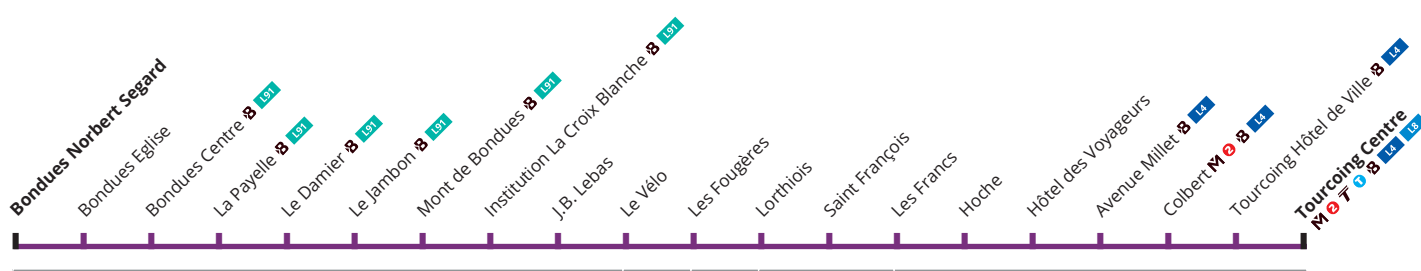 Bondues Norbert Segard
Bondues Eglise
Bondues Centre B L91
La Payelle B L91
Le Damier B L91
Le Jambon B L91
Mont de Bondues B L91
Institution La Croix Blanche B L91
J.B. Lebas
Le Vélo
Les Fougères
Lorthiois
Saint François
Les Francs
Hoche
Hôtel des Voyageurs
Avenue Millet B L4
Colbert M 2 B L4
Tourcoing Hôtel de Ville B L4
Tourcoing Centre
M 2 T T B L4 L8